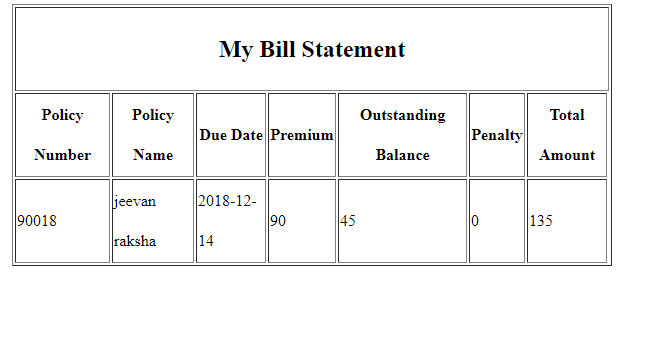 My Bill Statement
Policy Number
Policy Name
Due Date
Premium
Outstanding Balance
Penalty
Total Amount
90018
jeevan raksha
2018-12-14
90
45
0
135